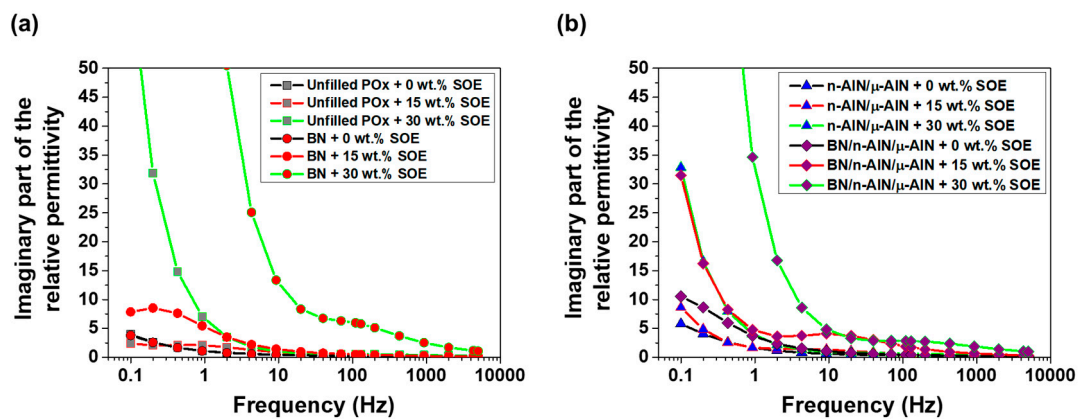 (a)
Imaginary part of the
relative permittivity
50
45
40
35
30
25
20
15
10
5
0
Unfilled POx + 0 wt.% SOE
Unfilled POx + 15 wt.% SOE
Unfilled POx + 30 wt.% SOE
BN + 0 wt.% SOE
BN + 15 wt.% SOE
BN + 30 wt.% SOE
0.1 1 10 100 1000 10000
Frequency (Hz)
(b)
Imaginary part of the
relative permittivity
50
45
40
35
30
25
20
15
10
5
0
n-AlN/μ-AlN + 0 wt.% SOE
n-AlN/μ-AlN + 15 wt.% SOE
n-AlN/μ-AlN + 30 wt.% SOE
BN/n-AlN/μ-AlN + 0 wt.% SOE
BN/n-AlN/μ-AlN + 15 wt.% SOE
BN/n-AlN/μ-AlN + 30 wt.% SOE
0.1 1 10 100 1000 10000
Frequency (Hz)